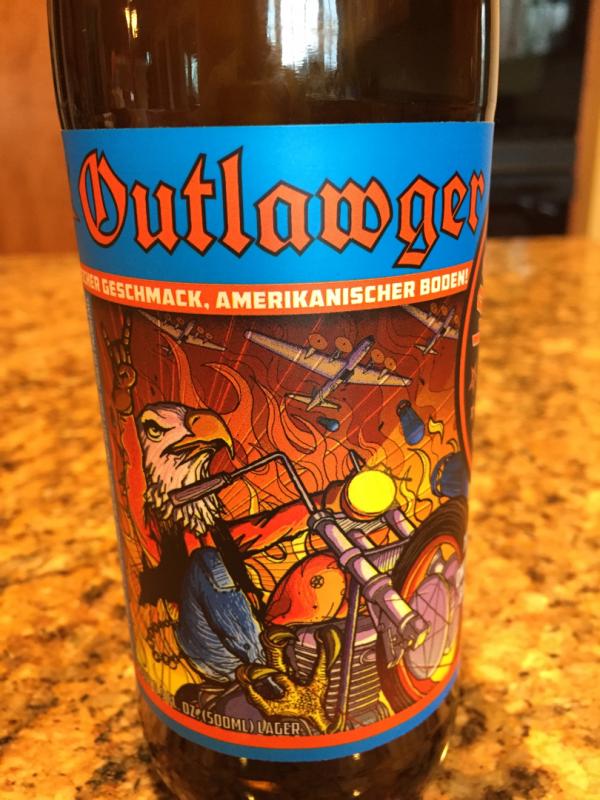 Outlawger
GESCHMACK, AMERIKANISCHER BODEN!
OZ. (500ML) LAGER